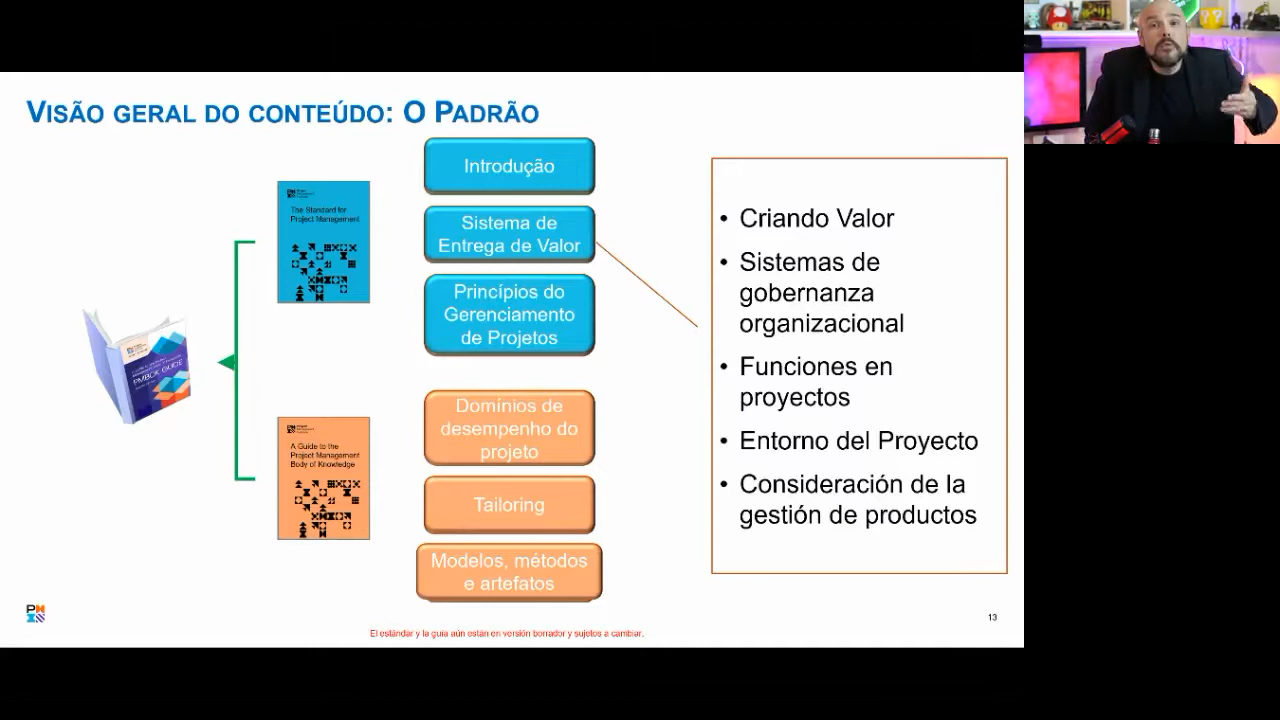 VISÃO GERAL DO CONTEÚDO: O PADRÃO
Introdução
Sistema de
Entrega de Valor
Princípios do
Gerenciamento
de Projetos
Domínios de
desempenho do
projeto
Tailoring
Modelos, métodos
e artefatos
The Standard for
Project Management
A Guide to the
Project Management
Body of Knowledge
PMBOK GUIDE
• Criando Valor
• Sistemas de
gobernanza
organizacional
• Funciones en
proyectos
• Entorno del Proyecto
• Consideración de la
gestión de productos
13
El estándar y la guía aún están en versión borrador y sujetos a cambiar.